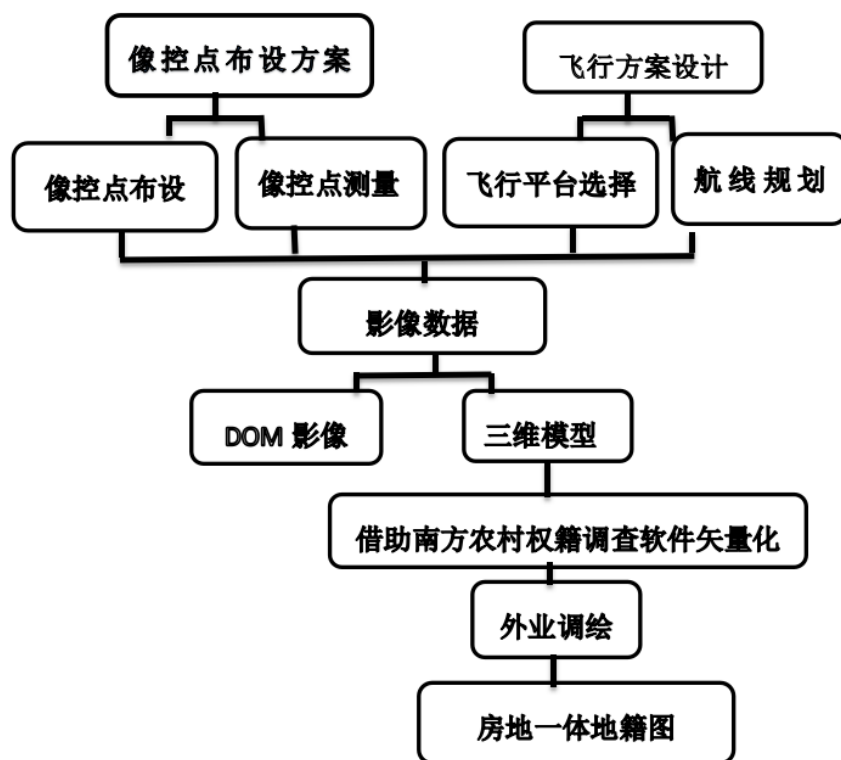 像控点布设方案
飞行方案设计
像控点布设
像控点测量
飞行平台选择
航线规划
影像数据
DOM 影像
三维模型
借助南方农村权籍调查软件矢量化
外业调绘
房地一体地籍图